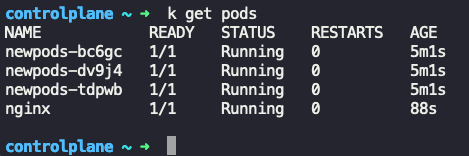 controlplane ~ ➜  k get pods
NAME            READY   STATUS    RESTARTS   AGE
newpods-bc6gc   1/1     Running   0          5m1s
newpods-dv9j4   1/1     Running   0          5m1s
newpods-tdpwb   1/1     Running   0          5m1s
nginx           1/1     Running   0          88s
controlplane ~ ➜